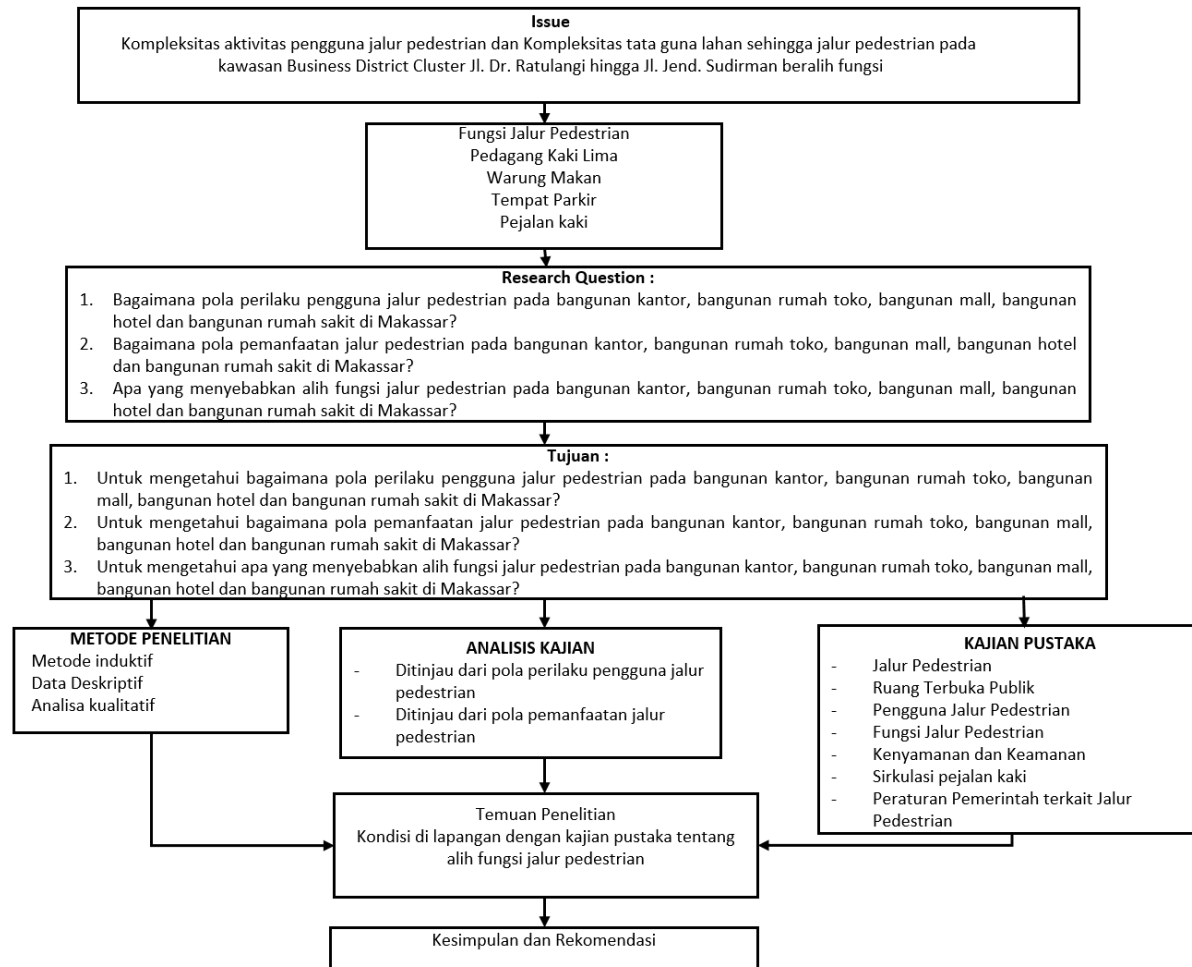 Issue
Kompleksitas aktivitas pengguna jalur pedestrian dan Kompleksitas tata guna lahan sehingga jalur pedestrian pada
kawasan Business District Cluster Jl. Dr. Ratulangi hingga Jl. Jend. Sudirman beralih fungsi
Fungsi Jalur Pedestrian
Pedagang Kaki Lima
Warung Makan
Tempat Parkir
Pejalan kaki
Research Question :
1. Bagaimana pola perilaku pengguna jalur pedestrian pada bangunan kantor, bangunan rumah toko, bangunan mall, bangunan
hotel dan bangunan rumah sakit di Makassar?
2. Bagaimana pola pemanfaatan jalur pedestrian pada bangunan kantor, bangunan rumah toko, bangunan mall, bangunan hotel
dan bangunan rumah sakit di Makassar?
3. Apa yang menyebabkan alih fungsi jalur pedestrian pada bangunan kantor, bangunan rumah toko, bangunan mall, bangunan
hotel dan bangunan rumah sakit di Makassar?
Tujuan :
1. Untuk mengetahui bagaimana pola perilaku pengguna jalur pedestrian pada bangunan kantor, bangunan rumah toko, bangunan
mall, bangunan hotel dan bangunan rumah sakit di Makassar?
2. Untuk mengetahui bagaimana pola pemanfaatan jalur pedestrian pada bangunan kantor, bangunan rumah toko, bangunan mall,
bangunan hotel dan bangunan rumah sakit di Makassar?
3. Untuk mengetahui apa yang menyebabkan alih fungsi jalur pedestrian pada bangunan kantor, bangunan rumah toko, bangunan mall,
bangunan hotel dan bangunan rumah sakit di Makassar?
METODE PENELITIAN
Metode induktif
Data Deskriptif
Analisa kualitatif
ANALISIS KAJIAN
- Ditinjau dari pola perilaku pengguna jalur
pedestrian
- Ditinjau dari pola pemanfaatan jalur
pedestrian
KAJIAN PUSTAKA
- Jalur Pedestrian
- Ruang Terbuka Publik
- Pengguna Jalur Pedestrian
- Fungsi Jalur Pedestrian
- Kenyamanan dan Keamanan
- Sirkulasi pejalan kaki
- Peraturan Pemerintah terkait Jalur
Pedestrian
Temuan Penelitian
Kondisi di lapangan dengan kajian pustaka tentang
alih fungsi jalur pedestrian
Kesimpulan dan Rekomendasi